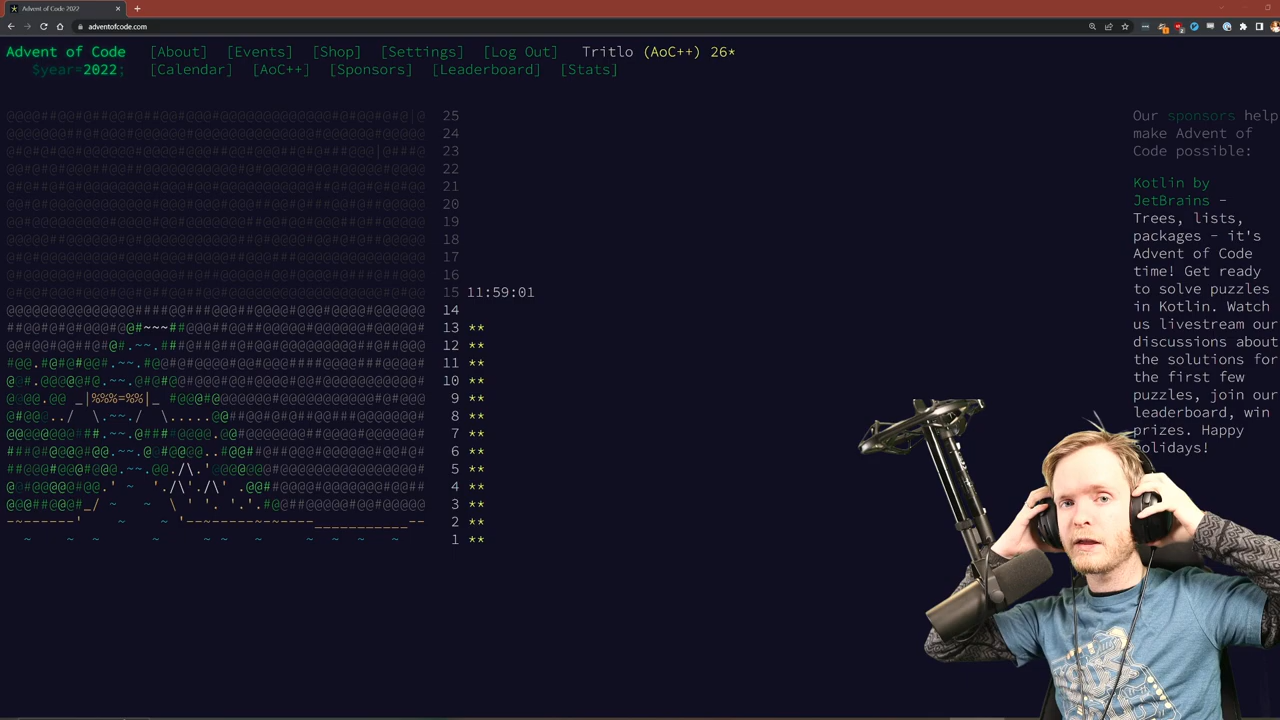 Advent of Code 2022
adventofcode.com
Advent of Code [About] [Events] [Shop] [Settings] [Log Out] Tritlo (AoC++) 26*
$year=2022; [Calendar] [AoC++] [Sponsors] [Leaderboard] [Stats]
25
24
23
22
21
20
19
18
17
16
15 11:59:01
14
13 **
12 **
11 **
10 **
9 **
8 **
7 **
6 **
5 **
4 **
3 **
2 **
1 **
Our sponsors help
make Advent of
Code possible:
Kotlin by
JetBrains -
Trees, lists,
packages - it's
Advent of Code
time! Get ready
to solve puzzles
in Kotlin. Watch
us livestream our
discussions about
the solutions for
the first few
puzzles, join our
leaderboard, win
prizes. Happy
holidays!